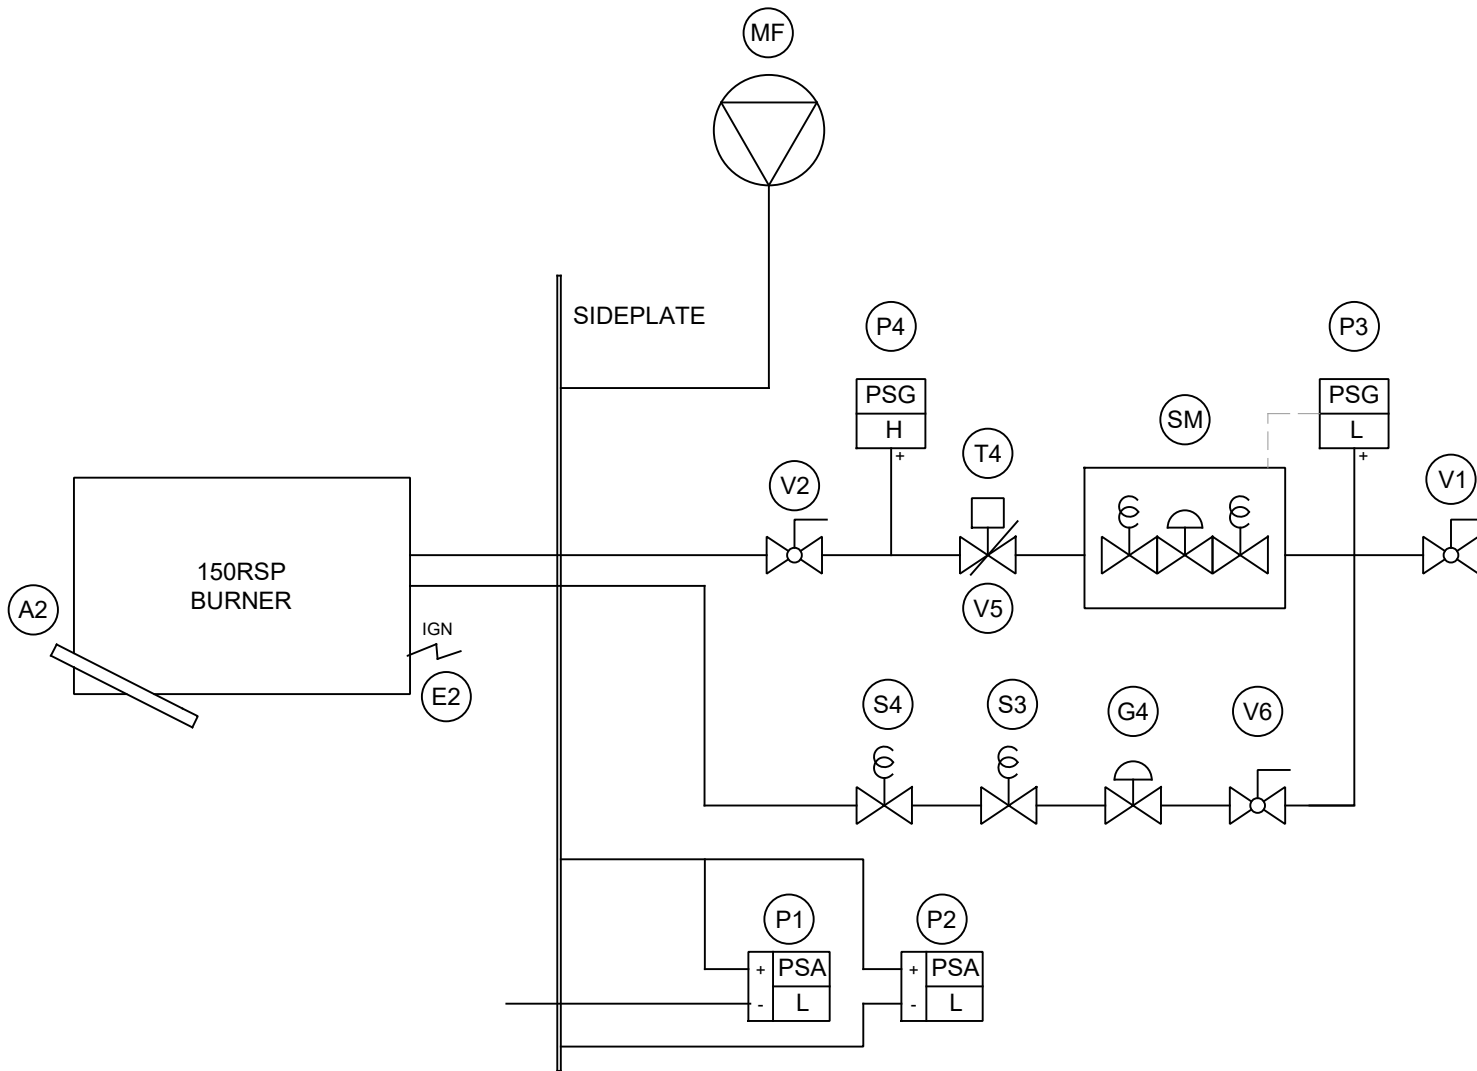 MF
SIDEPLATE
P4
P3
PSG
H
+
PSG
L
+
SM
T4
V2
V1
150RSP
BURNER
V5
A2
IGN
E2
S4
S3
G4
V6
P1
P2
+ PSA
- L
+ PSA
- L